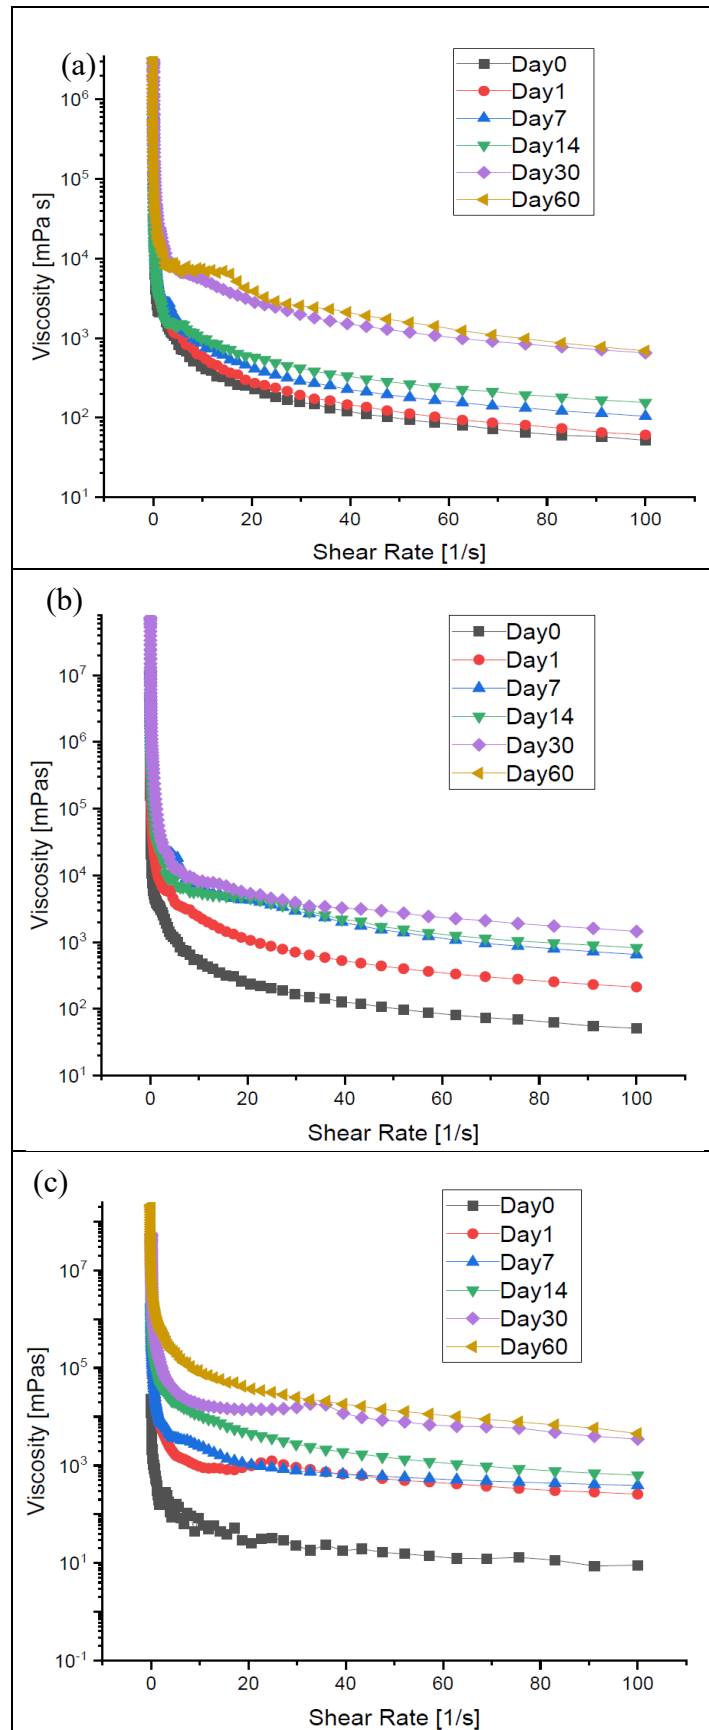 (a)
Day0
Day1
Day7
Day14
Day30
Day60
Viscosity [mPa s]
10^6
10^5
10^4
10^3
10^2
10^1
0 20 40 60 80 100
Shear Rate [1/s]
(b)
Day0
Day1
Day7
Day14
Day30
Day60
Viscosity [mPas]
10^7
10^6
10^5
10^4
10^3
10^2
10^1
0 20 40 60 80 100
Shear Rate [1/s]
(c)
Day0
Day1
Day7
Day14
Day30
Day60
Viscosity [mPas]
10^7
10^5
10^3
10^1
10^-1
0 20 40 60 80 100
Shear Rate [1/s]